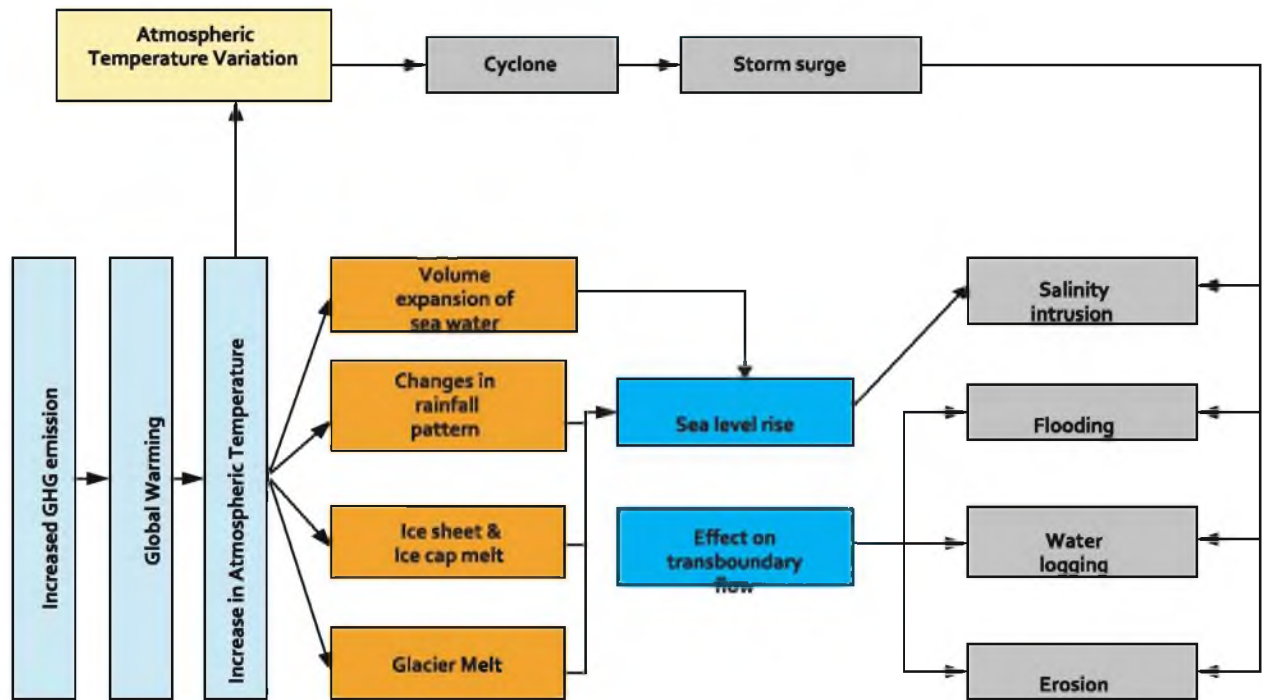 Atmospheric
Temperature Variation
Cyclone
Storm surge
Increased GHG emission
Global Warming
Increase in Atmospheric Temperature
Volume
expansion of
sea water
Changes in
rainfall
pattern
Ice sheet &
Ice cap melt
Glacier Melt
Sea level rise
Effect on
transboundary
flow
Salinity
intrusion
Flooding
Water
logging
Erosion